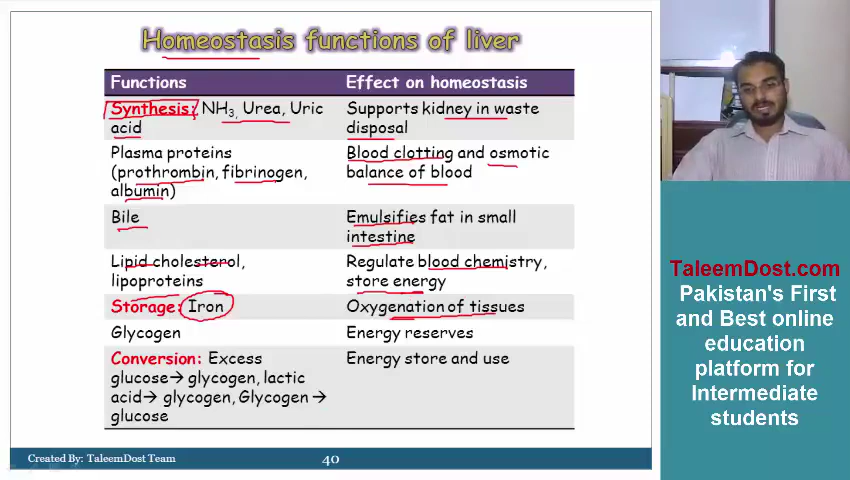 Homeostasis functions of liver
Functions Effect on homeostasis
Synthesis: NH3, Urea, Uric Supports kidney in waste
acid disposal
Plasma proteins Blood clotting and osmotic
(prothrombin, fibrinogen, balance of blood
albumin)
Bile Emulsifies fat in small
intestine
Lipid cholesterol, Regulate blood chemistry,
lipoproteins store energy
Storage: Iron Oxygenation of tissues
Glycogen Energy reserves
Conversion: Excess Energy store and use
glucose→ glycogen, lactic
acid→ glycogen, Glycogen →
glucose
Created By: TaleemDost Team 40
TaleemDost.com
Pakistan's First
and Best online
education
platform for
Intermediate
students